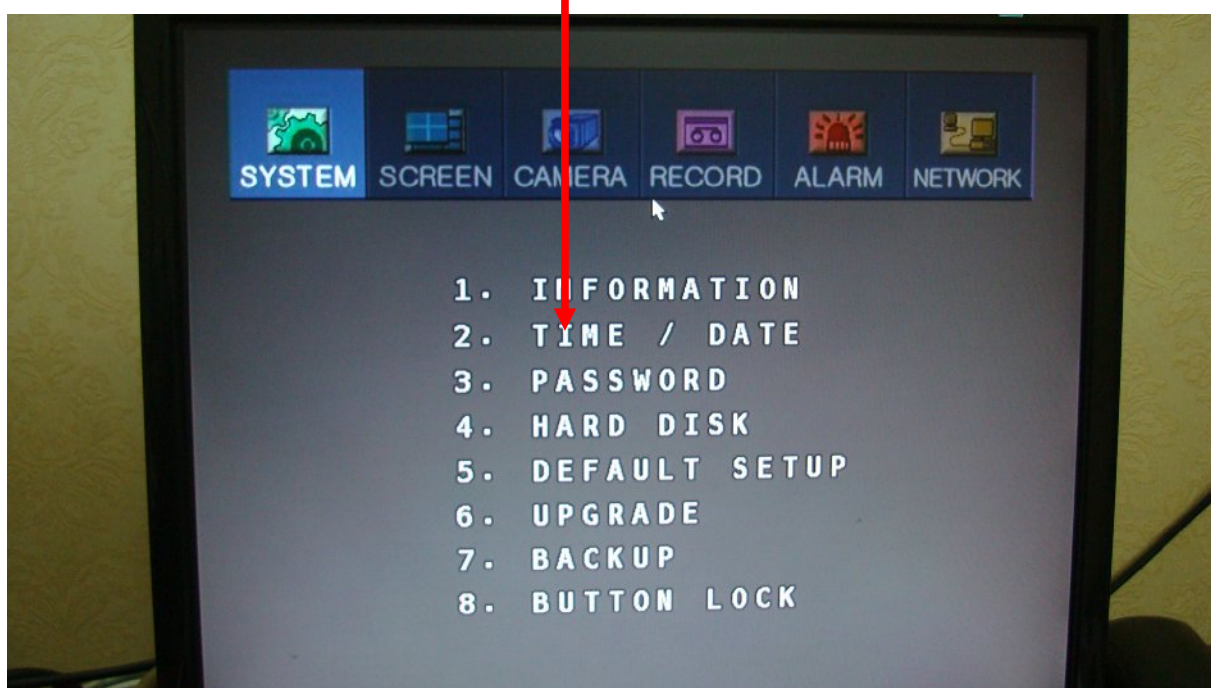 SYSTEM SCREEN CAMERA RECORD ALARM NETWORK
1. INFORMATION
2. TIME / DATE
3. PASSWORD
4. HARD DISK
5. DEFAULT SETUP
6. UPGRADE
7. BACKUP
8. BUTTON LOCK